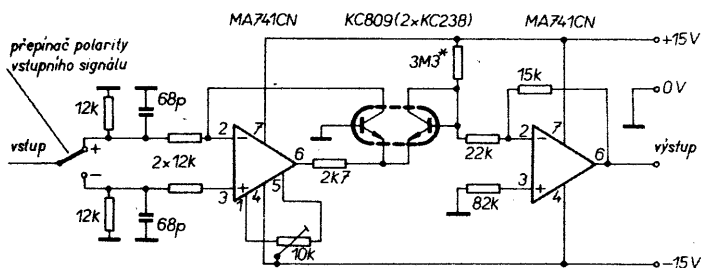 MA741CN
KC809(2×KC238)
MA741CN
přepínač polarity
vstupního signálu
+15V
3M3*
15k
0V
12k
68p
vstup
+
−
2×12k
2
−
7
6
+
3
1
4
5
2k7
22k
2
−
7
6
výstup
3
+
4
82k
12k
68p
10k
−15V